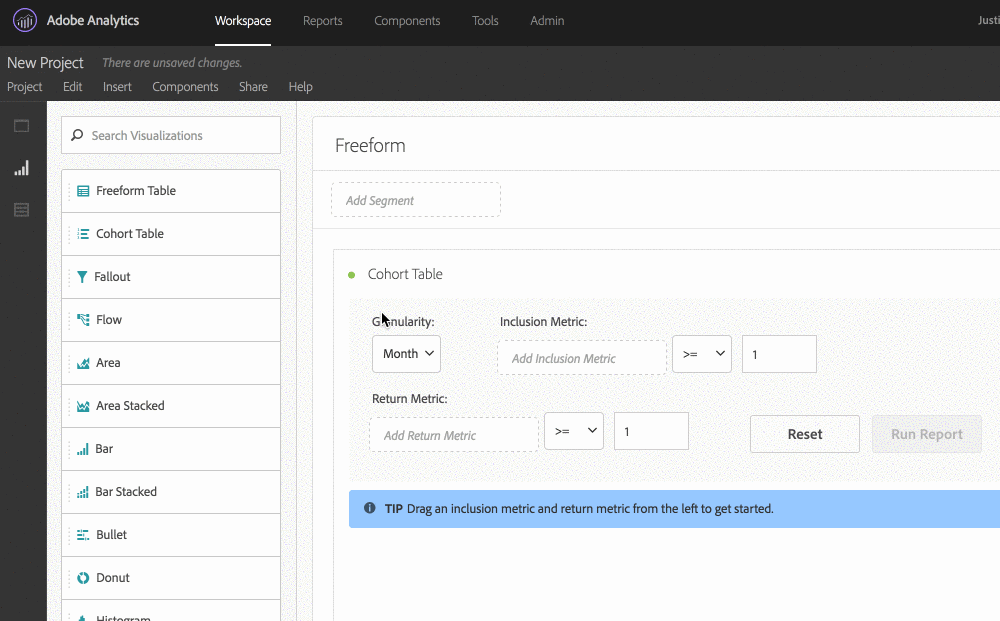 Adobe Analytics Workspace Reports Components Tools Admin Justi
New Project There are unsaved changes.
Project Edit Insert Components Share Help
Search Visualizations
Freeform Table
Cohort Table
Fallout
Flow
Area
Area Stacked
Bar
Bar Stacked
Bullet
Donut
Histogram
Freeform
Add Segment
Cohort Table
Granularity: Inclusion Metric:
Month Add Inclusion Metric >= 1
Return Metric:
Add Return Metric >= 1 Reset Run Report
TIP Drag an inclusion metric and return metric from the left to get started.